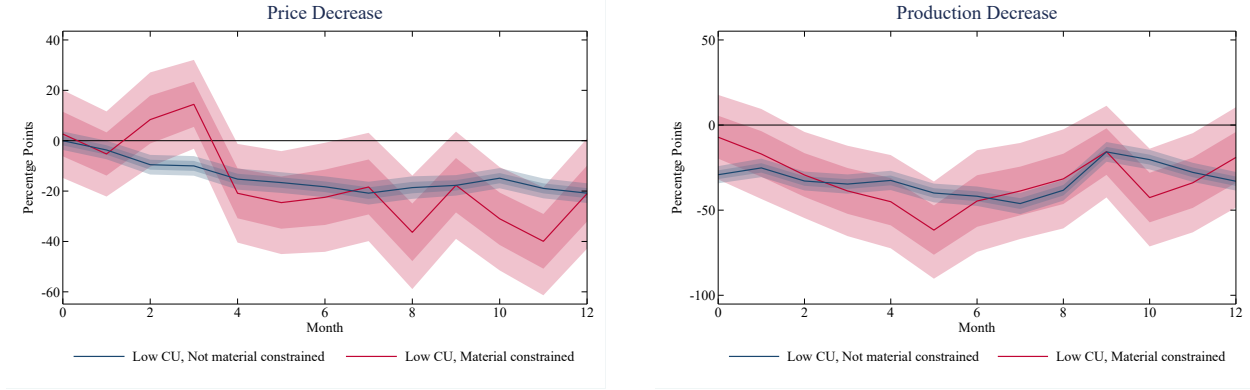 Price Decrease
40
20
0
-20
-40
-60
Percentge Points
0 2 4 6 8 10 12
Month
Low CU, Not material constrained Low CU, Material constrained
Production Decrease
50
0
-50
-100
Percentge Points
0 2 4 6 8 10 12
Month
Low CU, Not material constrained Low CU, Material constrained